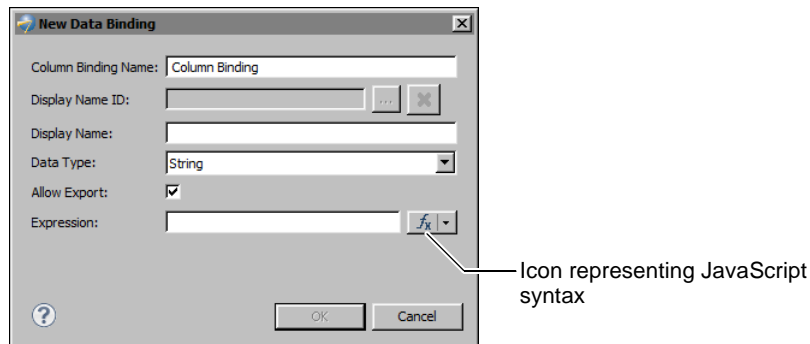 New Data Binding
Column Binding Name: Column Binding
Display Name ID: ...
Display Name:
Data Type: String
Allow Export:
Expression: fx
Icon representing JavaScript
syntax
? OK Cancel